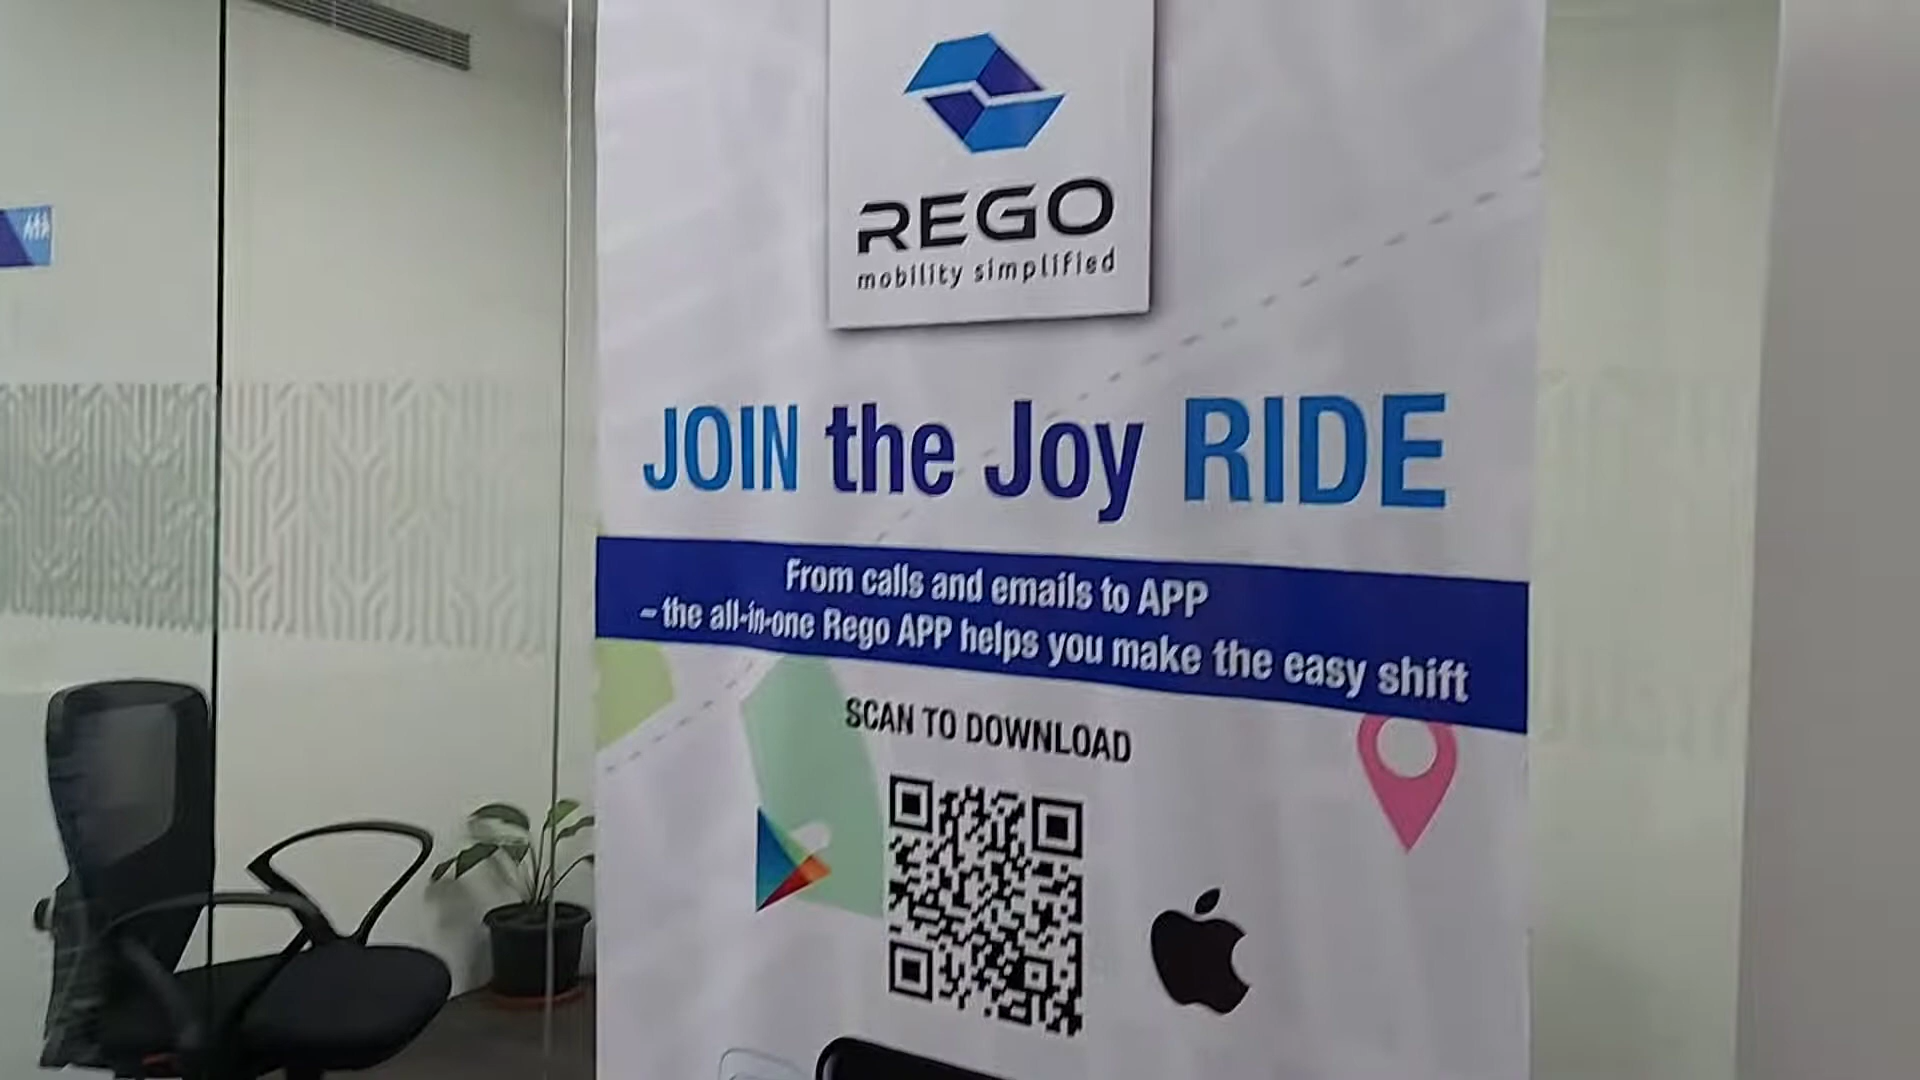 REGO
mobility simplified
JOIN the Joy RIDE
From calls and emails to APP
– the all-in-one Rego APP helps you make the easy shift
SCAN TO DOWNLOAD